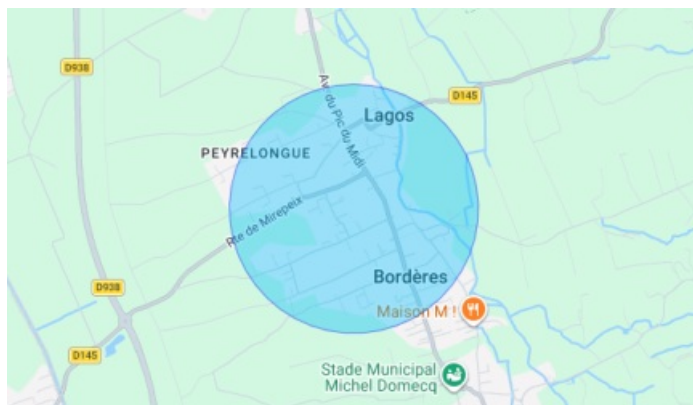 D938
D145
Lagos
Av. du Pic du Midi
PEYRELONGUE
Rte de Mirepeix
Bordères
D938
Maison M !
D145
Stade Municipal
Michel Domecq